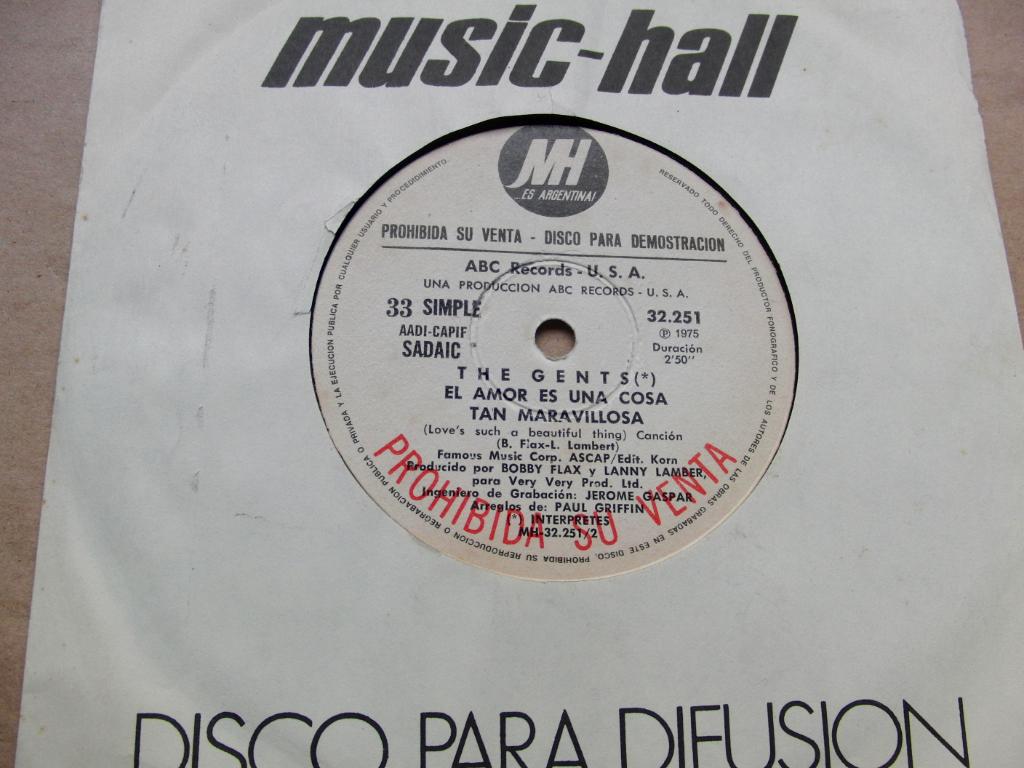 music-hall
MH
...ES ARGENTINA!
PROHIBIDA SU VENTA - DISCO PARA DEMOSTRACION
ABC Records - U. S. A.
UNA PRODUCCION ABC RECORDS - U. S. A.
33 SIMPLE
AADI-CAPIF
SADAIC
32.251
Ⓟ 1975
Duración
2'50''
THE GENTS(*)
EL AMOR ES UNA COSA
TAN MARAVILLOSA
(Love's such a beautiful thing) Canción
(B. Flax-L. Lambert)
Famous Music Corp. ASCAP/Edit. Korn
Producido por BOBBY FLAX y LANNY LAMBER,
para Very Very Prod. Ltd.
Ingeniero de Grabación: JEROME GASPAR
Arreglos de: PAUL GRIFFIN
(*) INTERPRETES
MH-32.251/2
PROHIBIDA SU VENTA
RESERVADO TODO DERECHO DEL PRODUCTOR FONOGRAFICO Y DE LOS AUTORES DE LAS OBRAS GRABADAS EN ESTE DISCO. PROHIBIDA SU REPRODUCCION O REGRABACION PUBLICA O PRIVADA Y LA EJECUCION PUBLICA POR CUALQUIER USUARIO Y PROCEDIDIMIENTO.
DISCO PARA DIFUSION